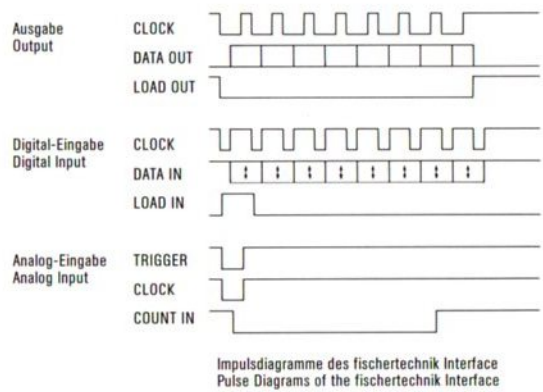 Ausgabe
Output
CLOCK
DATA OUT
LOAD OUT
Digital-Eingabe
Digital Input
CLOCK
DATA IN
LOAD IN
Analog-Eingabe
Analog Input
TRIGGER
CLOCK
COUNT IN
Impulsdiagramme des fischertechnik Interface
Pulse Diagrams of the fischertechnik Interface